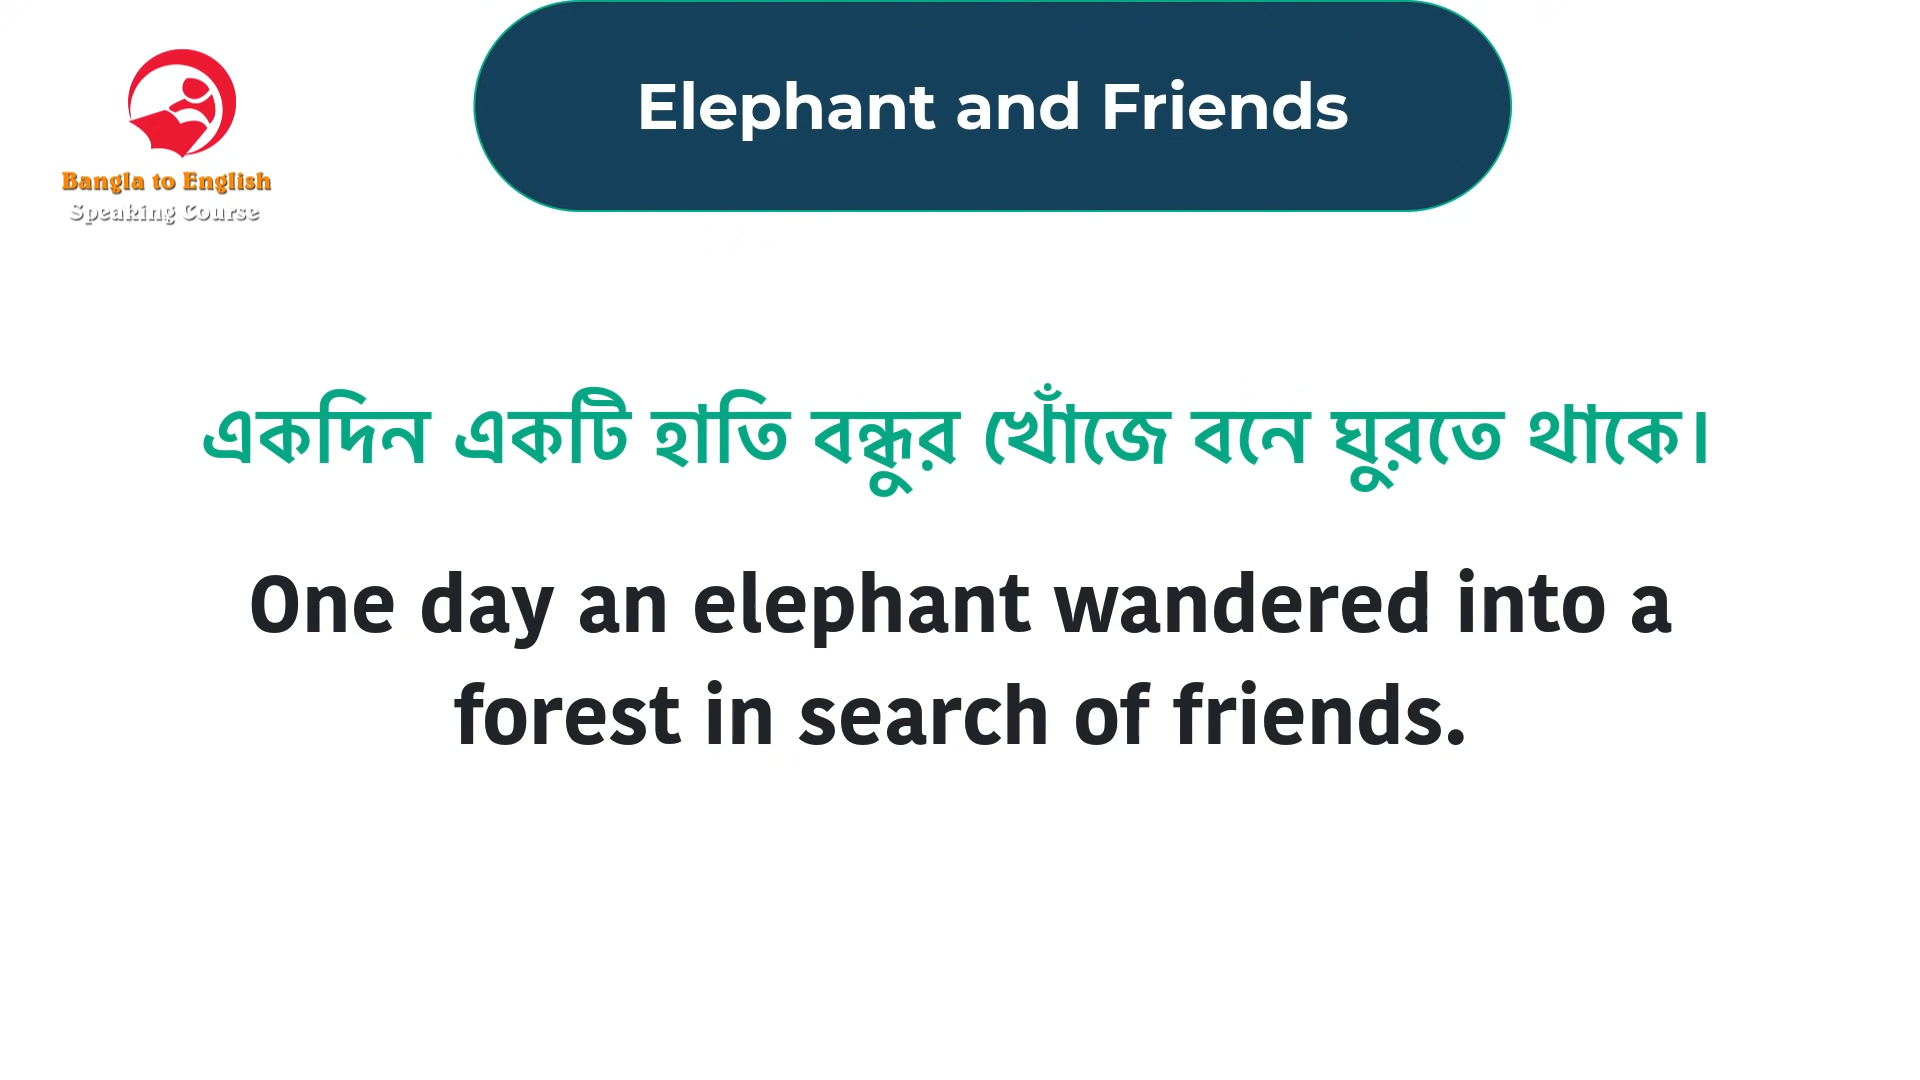 Elephant and Friends
Bangla to English
Speaking Course
একদিন একটি হাতি বন্ধুর খোঁজে বনে ঘুরতে থাকে।
One day an elephant wandered into a
forest in search of friends.